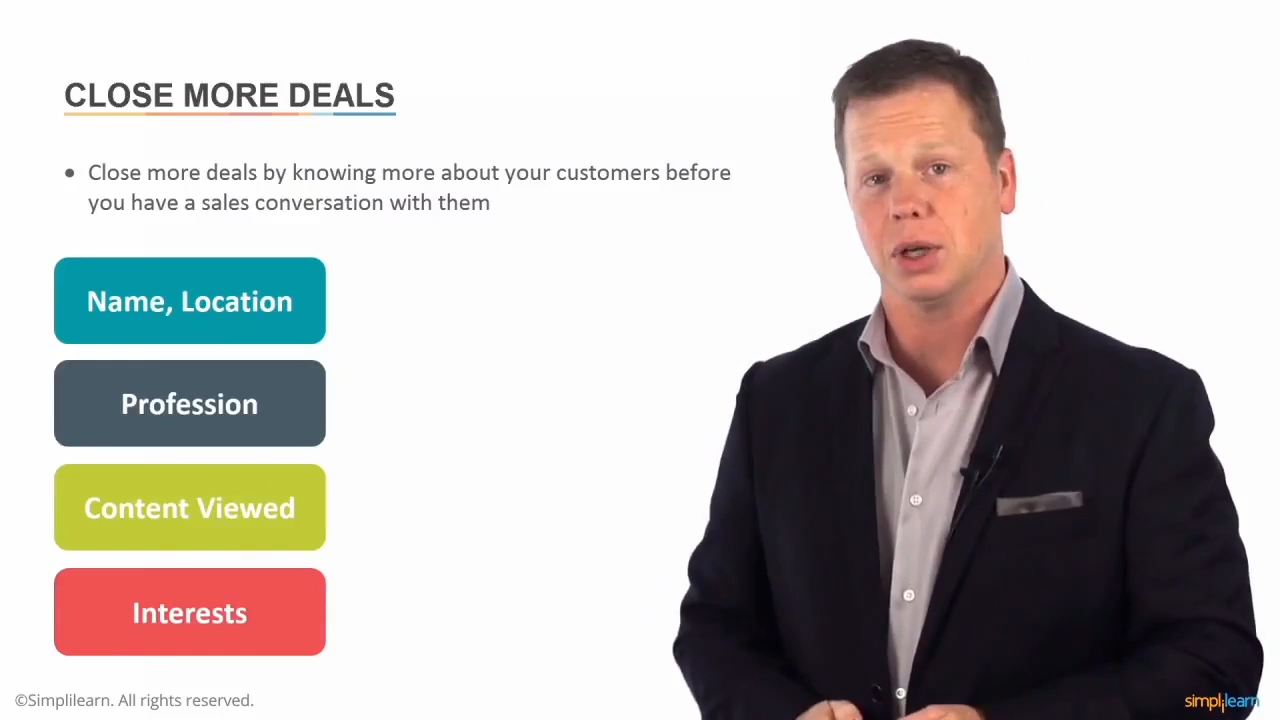 CLOSE MORE DEALS
• Close more deals by knowing more about your customers before
you have a sales conversation with them
Name, Location
Profession
Content Viewed
Interests
©Simplilearn. All rights reserved.
simplilearn